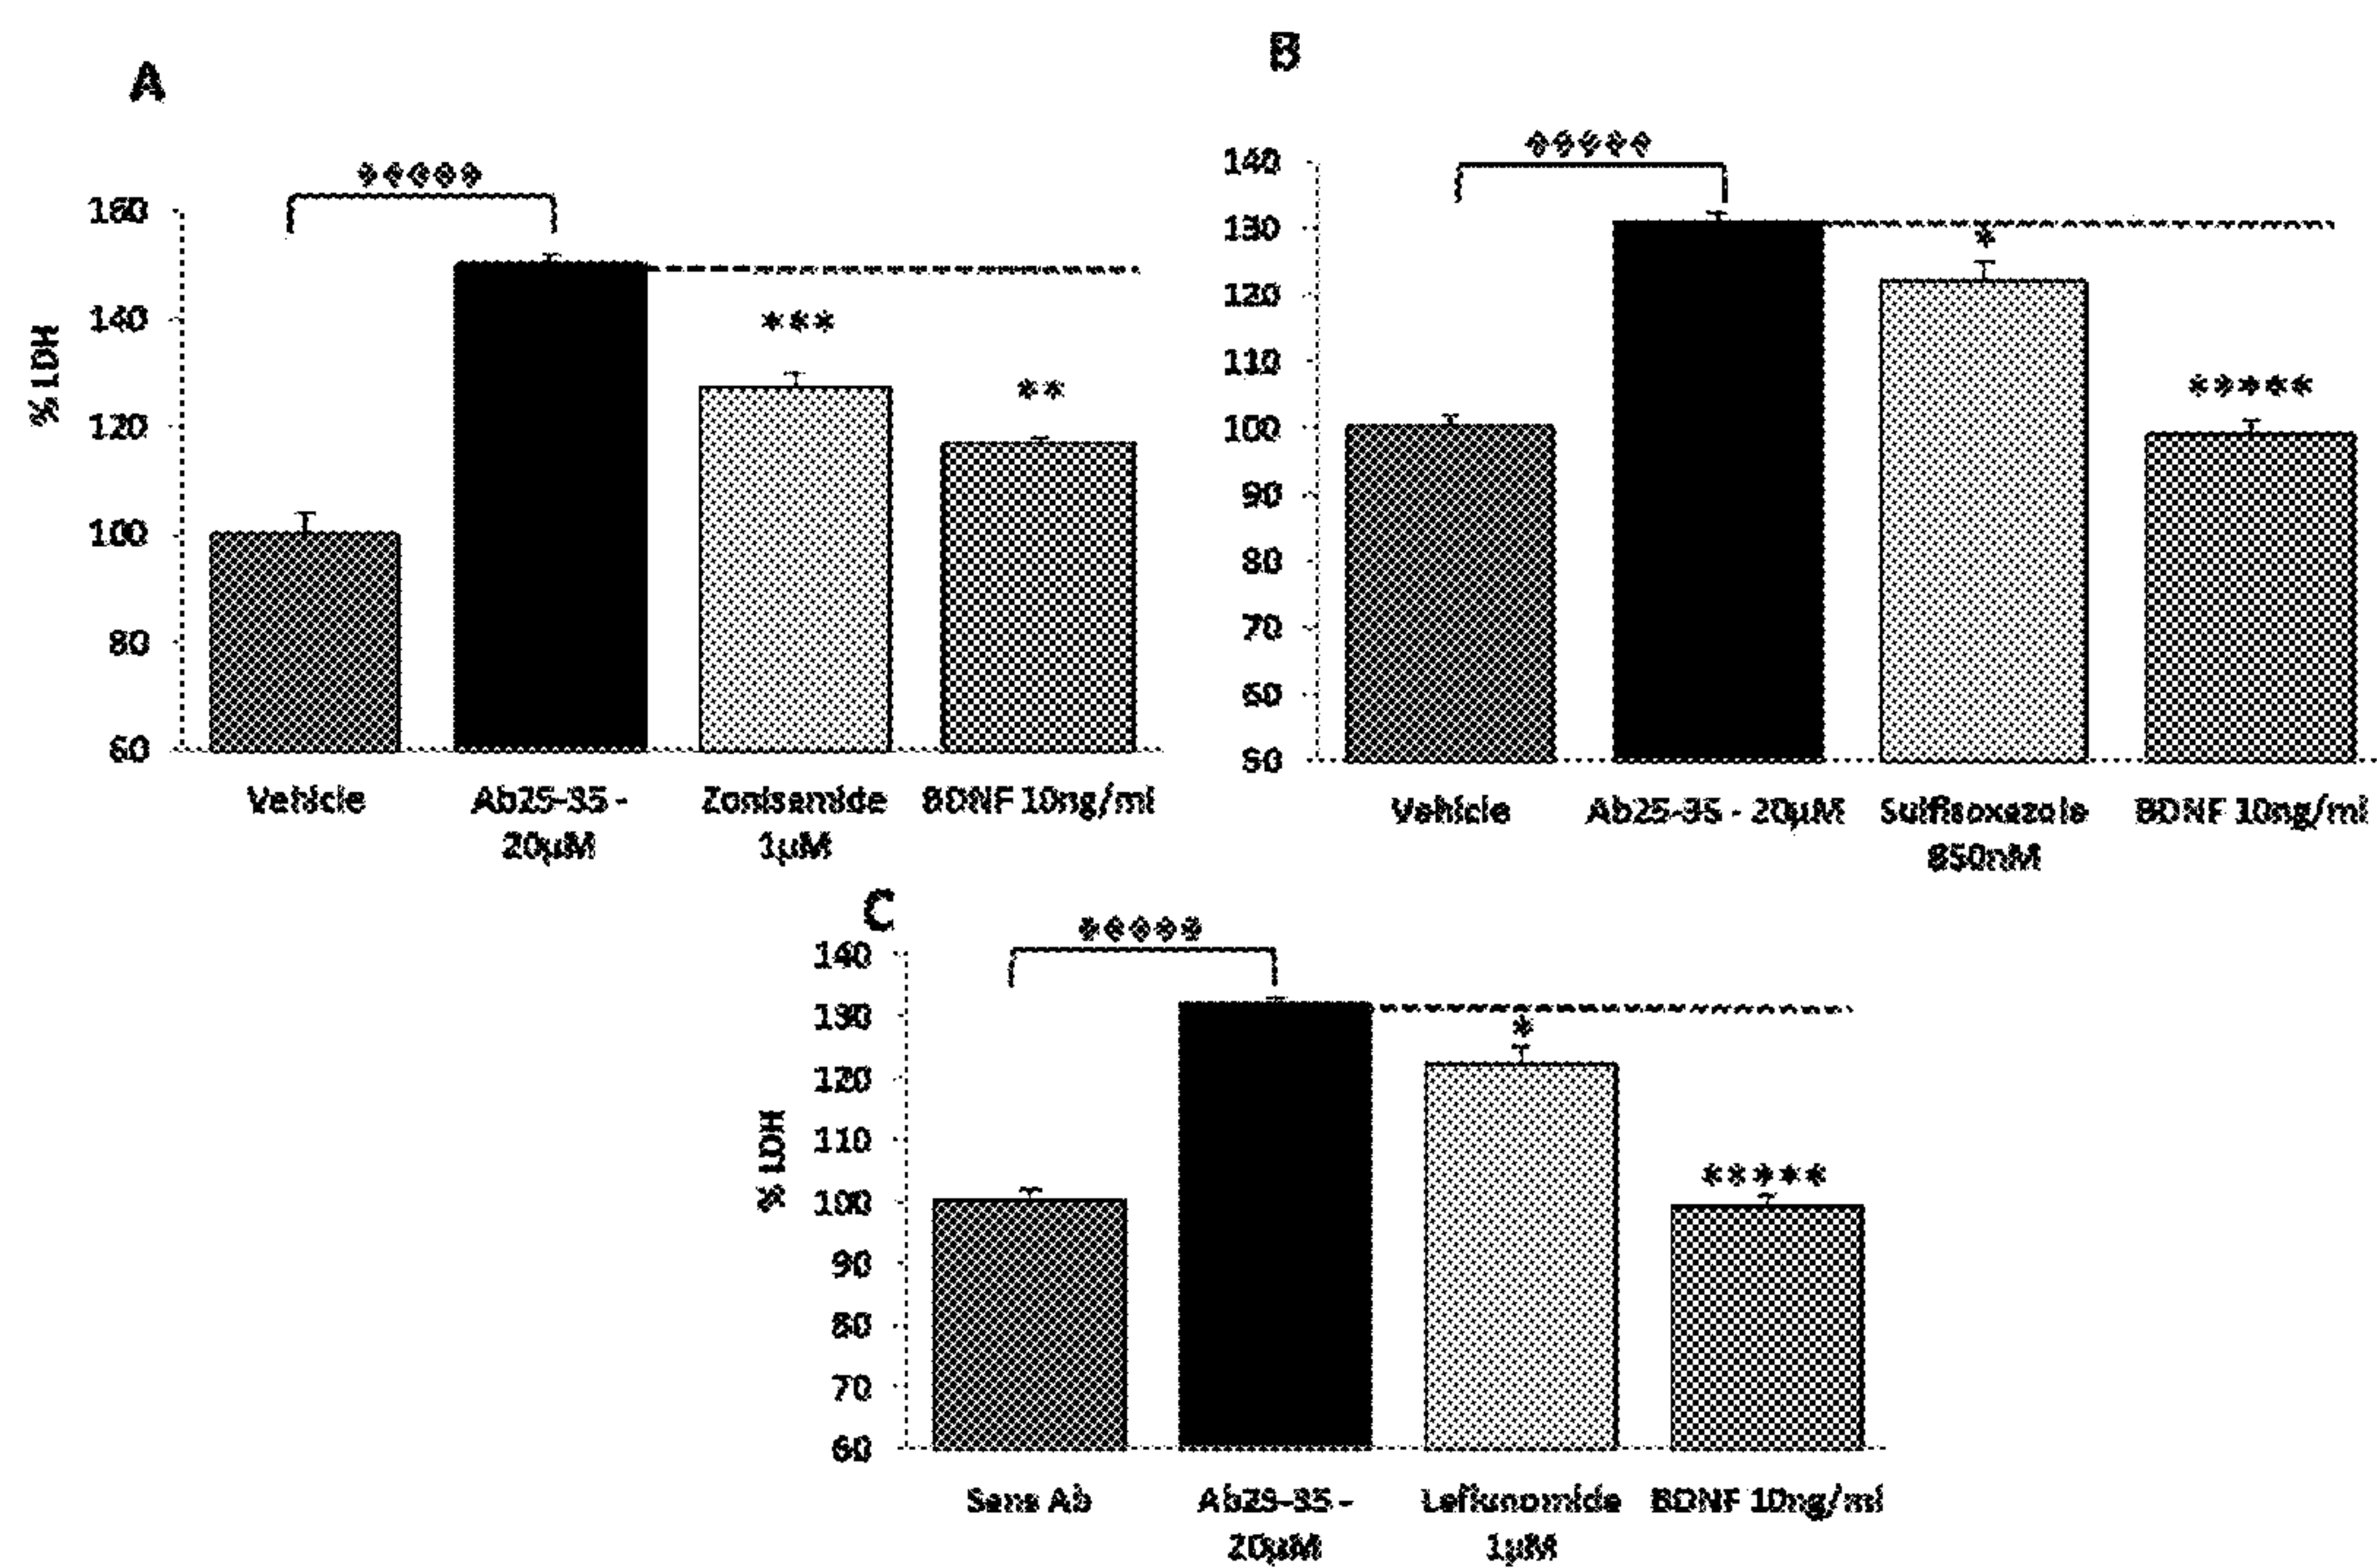 A
*****
160
140
120
100
80
60
% LDH
***
**
Vehicle
Ab25-35 -
20µM
Zonisamide
1µM
BDNF 10ng/ml
B
*****
140
130
120
110
100
90
80
70
60
50
*
*****
Vehicle
Ab25-35 - 20µM
Sulfisoxazole
850nM
BDNF 10ng/ml
C
*****
140
130
120
110
100
90
80
70
60
% LDH
*
*****
Sans Ab
Ab25-35 -
20µM
Leflunomide
1µM
BDNF 10ng/ml